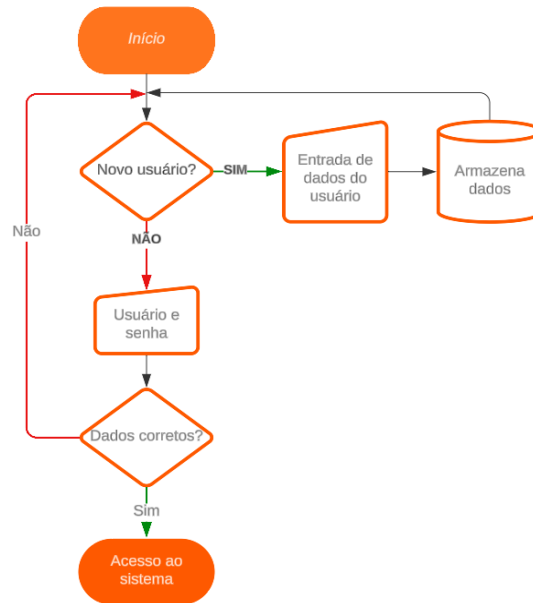 Início
Novo usuário?
SIM
Entrada de
dados do
usuário
Armazena
dados
Não
NÃO
Usuário e
senha
Dados corretos?
Sim
Acesso ao
sistema